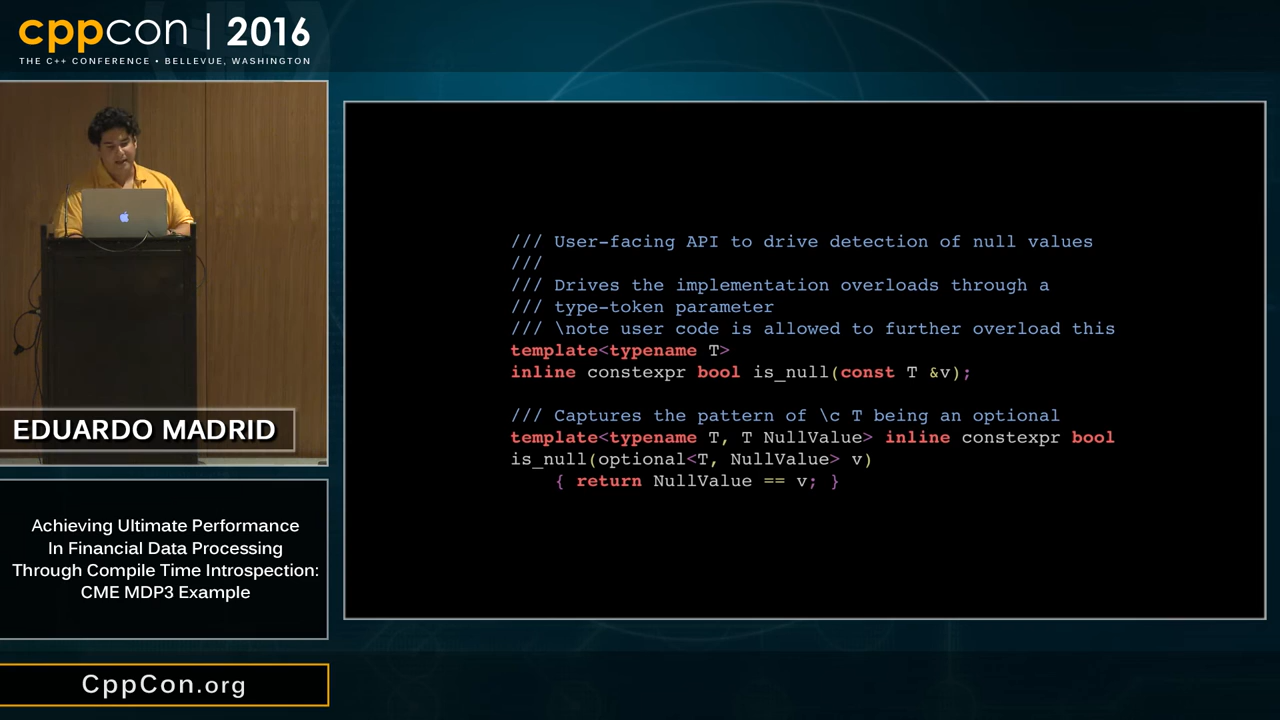 cppcon | 2016
THE C++ CONFERENCE • BELLEVUE, WASHINGTON
EDUARDO MADRID
Achieving Ultimate Performance
In Financial Data Processing
Through Compile Time Introspection:
CME MDP3 Example
CppCon.org
/// User-facing API to drive detection of null values
///
/// Drives the implementation overloads through a
/// type-token parameter
/// \note user code is allowed to further overload this
template<typename T>
inline constexpr bool is_null(const T &v);
/// Captures the pattern of \c T being an optional
template<typename T, T NullValue> inline constexpr bool
is_null(optional<T, NullValue> v)
{ return NullValue == v; }